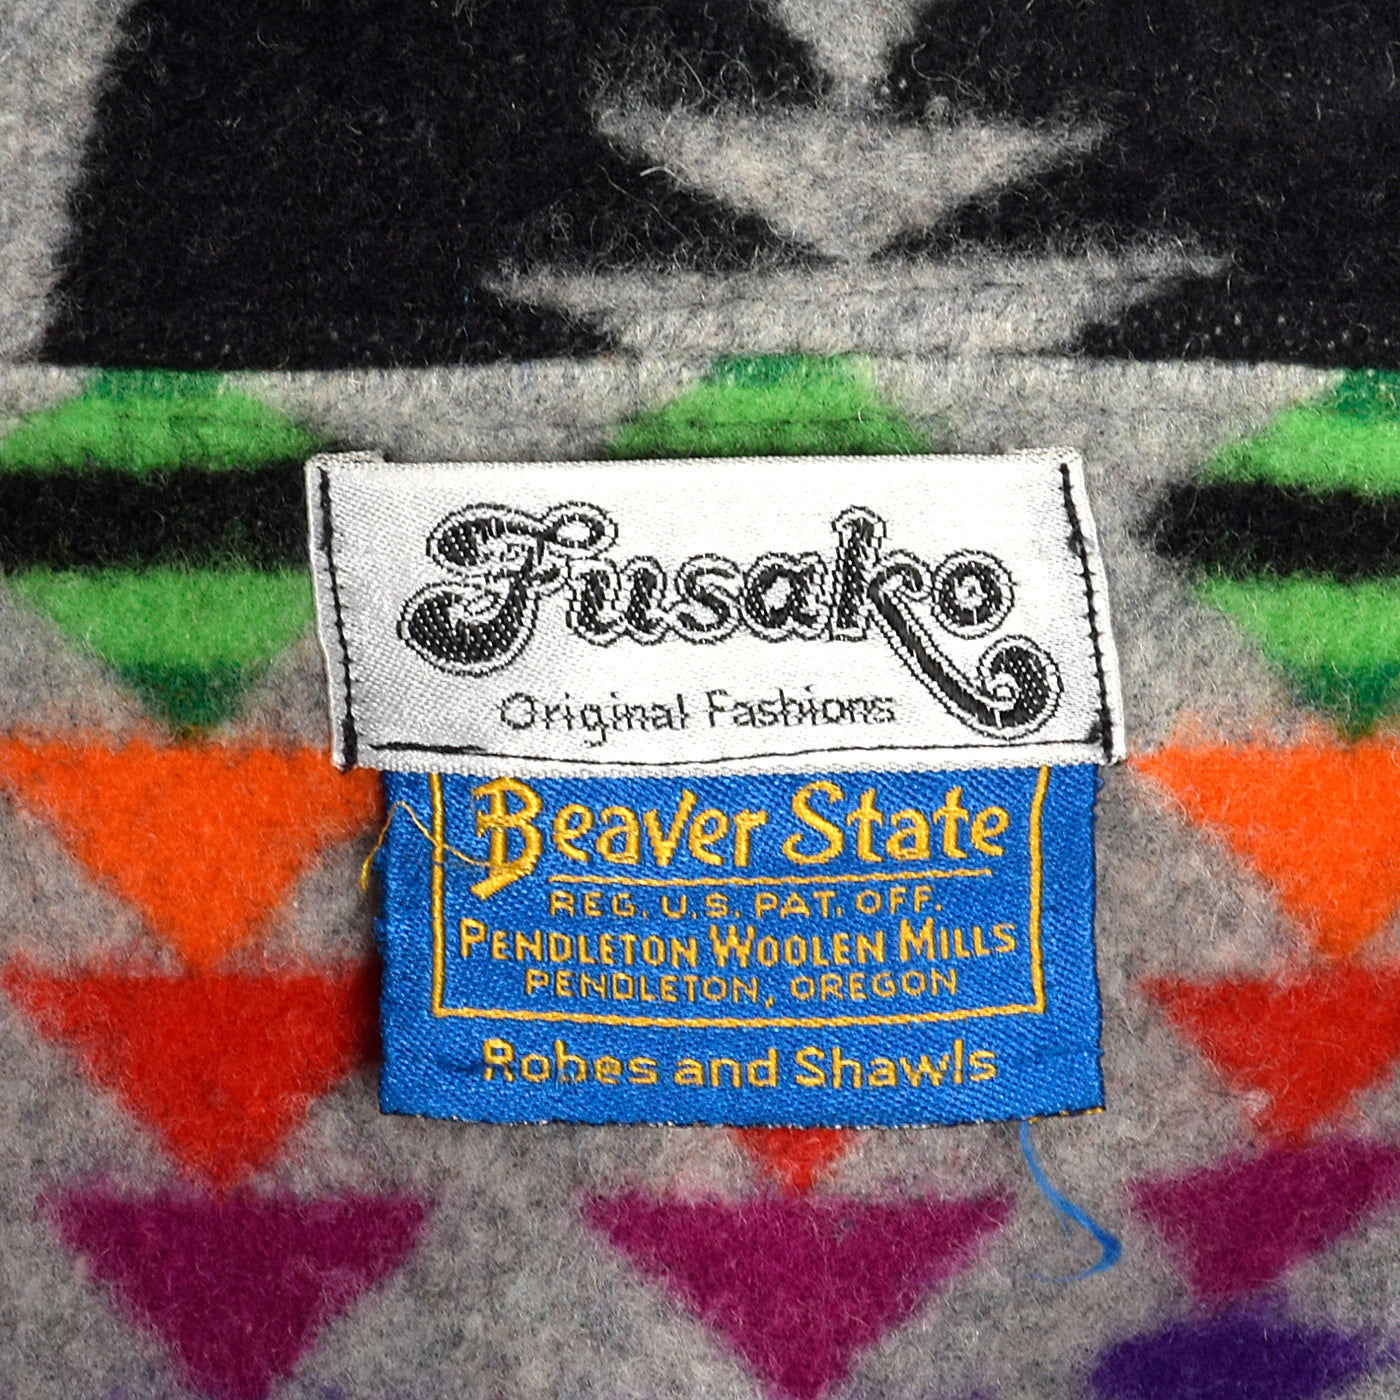 Fusako
Original Fashions
Beaver State
REG. U.S. PAT. OFF.
PENDLETON WOOLEN MILLS
PENDLETON, OREGON
Robes and Shawls